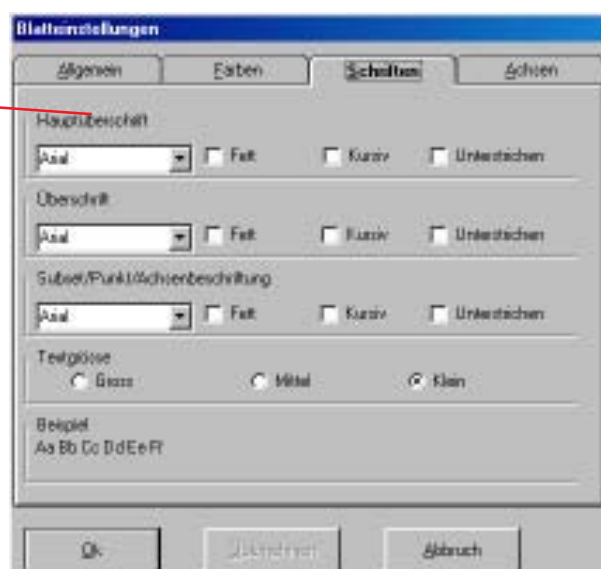 Blatteinstellungen
Allgemein Farben Schriften Achsen
Hauptüberschrift
Arial Fett Kursiv Unterstrichen
Überschrift
Arial Fett Kursiv Unterstrichen
Subset/Punkt/Achsenbeschriftung
Arial Fett Kursiv Unterstrichen
Textgrösse
Gross Mittel Klein
Beispiel
Aa Bb Cc Dd Ee Ff
Ok Abbruch